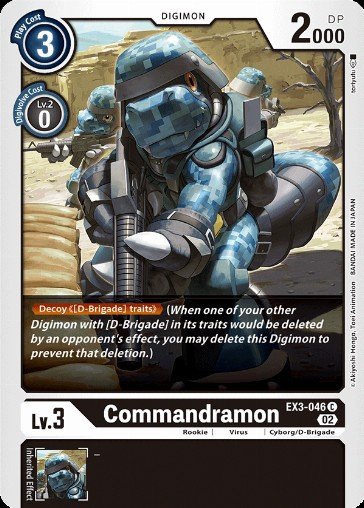 Play Cost
3
DIGIMON
DP
2000
Digivolve Cost
Lv.2
0
toriyufu
© Akiyoshi Hongo, Toei Animation BANDAI MADE IN JAPAN
Decoy《[D-Brigade] traits》 (When one of your other
Digimon with [D-Brigade] in its traits would be deleted
by an opponent's effect, you may delete this Digimon to
prevent that deletion.)
Lv.3
Commandramon
EX3-046 C
02
Rookie | Virus | Cyborg/D-Brigade
Inherited Effect
-